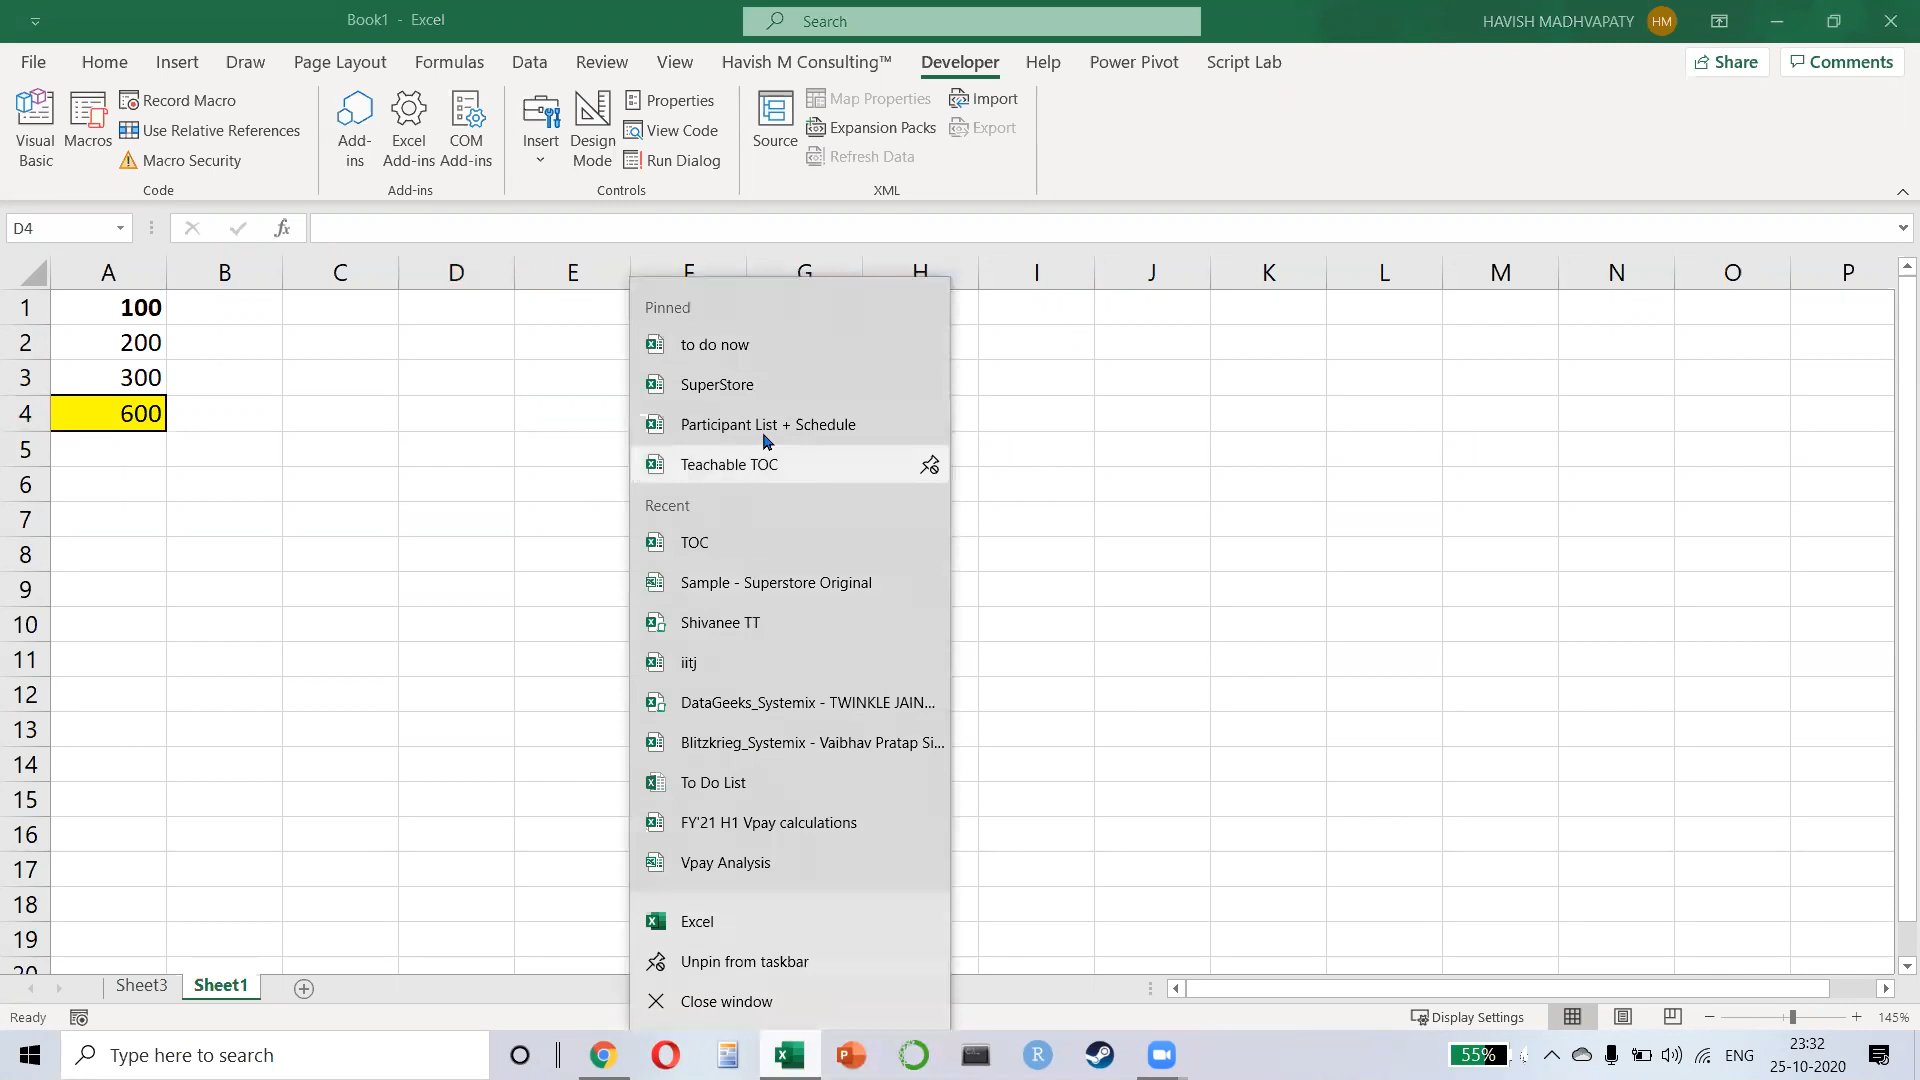 Book1 - Excel
Search
HAVISH MADHVAPATY HM
File Home Insert Draw Page Layout Formulas Data Review View Havish M Consulting™ Developer Help Power Pivot Script Lab Share Comments
Visual Basic
Macros
Record Macro
Use Relative References
Macro Security
Code
Add-ins
Excel Add-ins
COM Add-ins
Add-ins
Insert
Design Mode
Properties
View Code
Run Dialog
Controls
Source
Map Properties
Expansion Packs
Refresh Data
Import
Export
XML
D4 fx
A B C D E F G H I J K L M N O P
1 100
2 200
3 300
4 600
5
6
7
8
9
10
11
12
13
14
15
16
17
18
19
20
Pinned
to do now
SuperStore
Participant List + Schedule
Teachable TOC
Recent
TOC
Sample - Superstore Original
Shivanee TT
iitj
DataGeeks_Systemix - TWINKLE JAIN...
Blitzkrieg_Systemix - Vaibhav Pratap Si...
To Do List
FY'21 H1 Vpay calculations
Vpay Analysis
Excel
Unpin from taskbar
Close window
Sheet3 Sheet1
Ready
Display Settings
145%
Type here to search
R
55%
ENG
23:32
25-10-2020